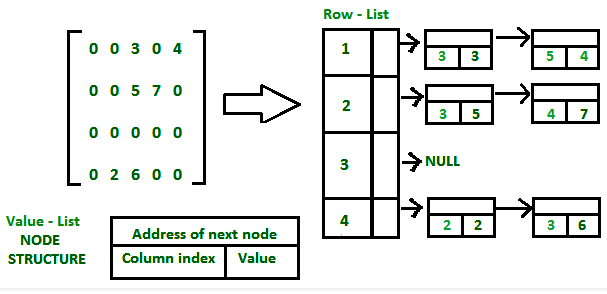 Row - List
0 0 3 0 4
0 0 5 7 0
0 0 0 0 0
0 2 6 0 0
1
3 3
5 4
2
3 5
4 7
3
NULL
4
2 2
3 6
Value - List
NODE
STRUCTURE
Address of next node
Column index
Value